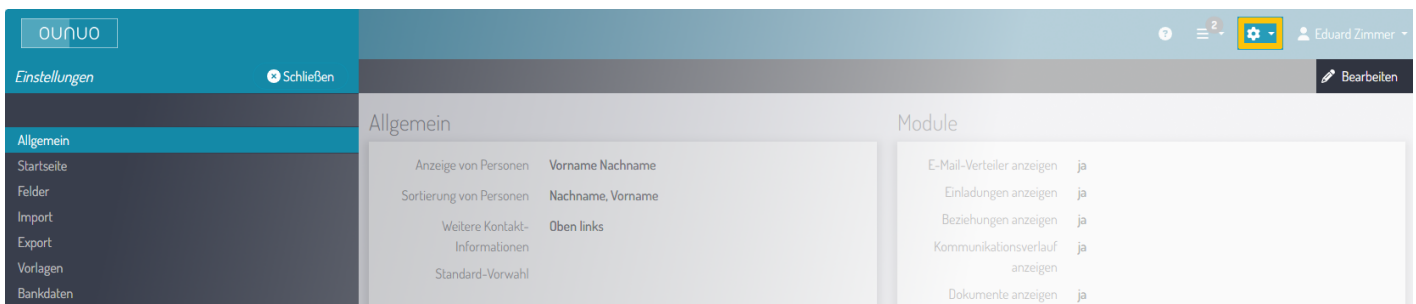 ounuo
2
Eduard Zimmer
Einstellungen
Schließen
Bearbeiten
Allgemein
Startseite
Felder
Import
Export
Vorlagen
Bankdaten
Allgemein
Anzeige von Personen Vorname Nachname
Sortierung von Personen Nachname, Vorname
Weitere Kontakt- Oben links
Informationen
Standard-Vorwahl
Module
E-Mail-Verteiler anzeigen ja
Einladungen anzeigen ja
Beziehungen anzeigen ja
Kommunikationsverlauf ja
anzeigen
Dokumente anzeigen ja